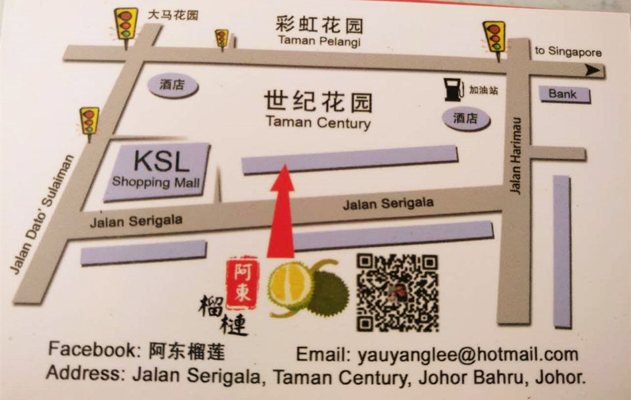 大马花园
彩虹花园
Taman Pelangi
to Singapore
酒店
世纪花园
Taman Century
加油站
酒店
Bank
KSL
Shopping Mall
Jalan Dato' Sulaiman
Jalan Harimau
Jalan Serigala
Jalan Serigala
阿東
榴槤
Facebook: 阿东榴莲
Email: yauyanglee@hotmail.com
Address: Jalan Serigala, Taman Century, Johor Bahru, Johor.